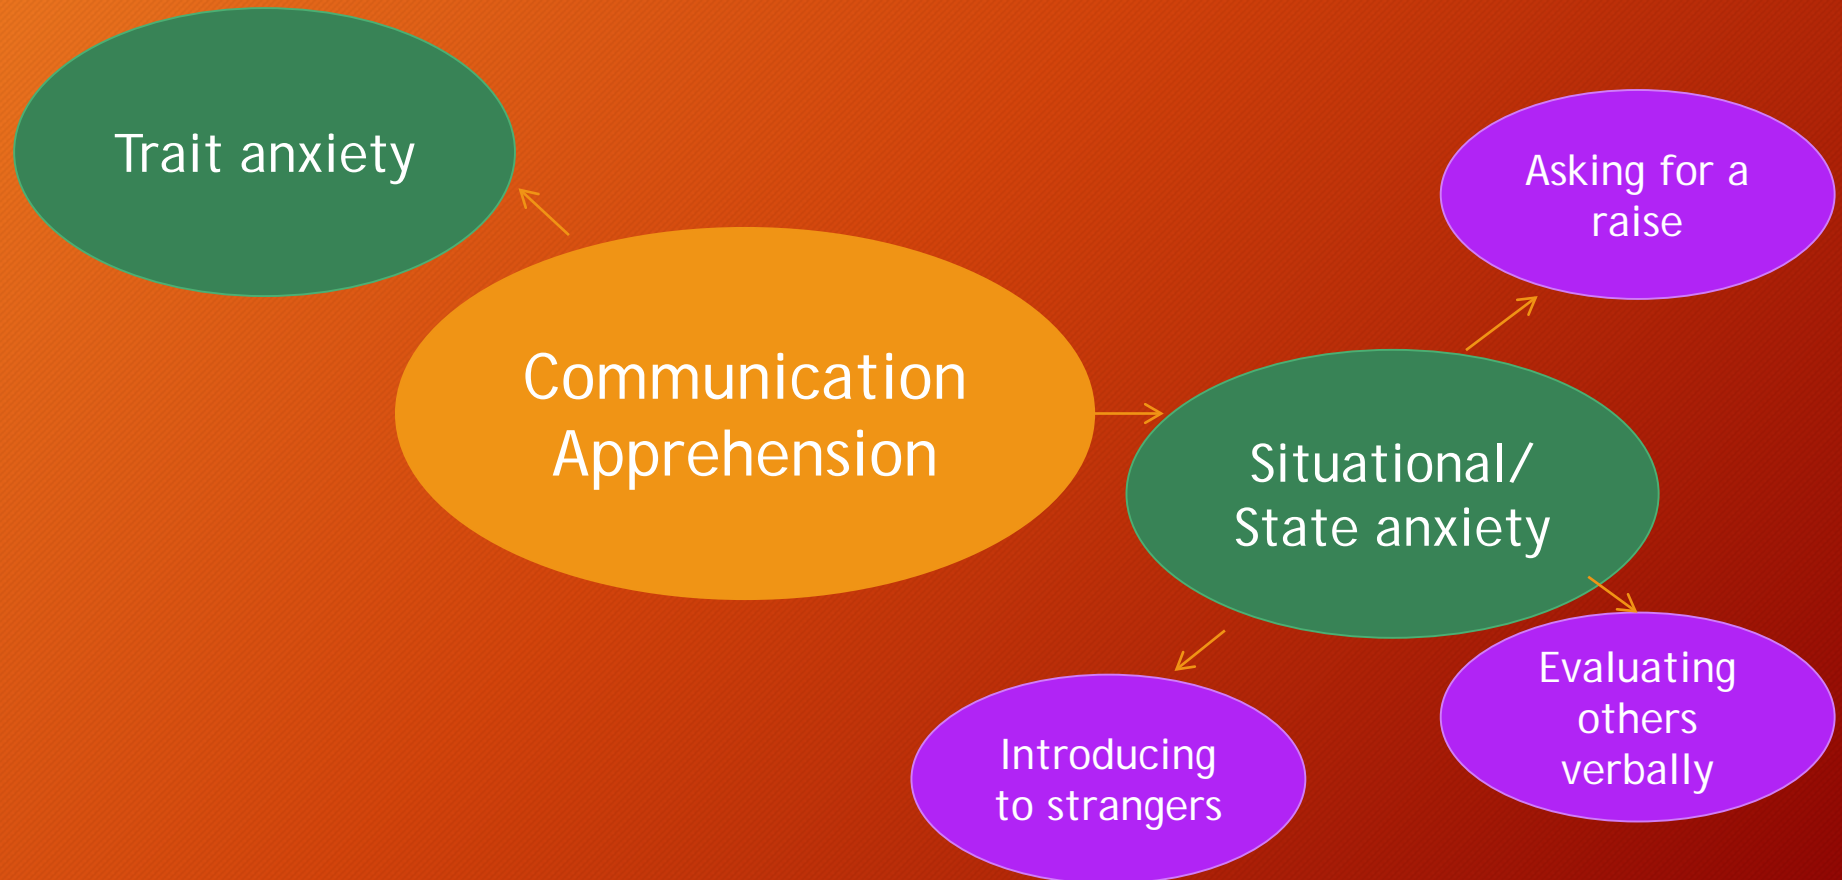 Trait anxiety
Asking for a
raise
Communication
Apprehension
Situational/
State anxiety
Evaluating
others
verbally
Introducing
to strangers